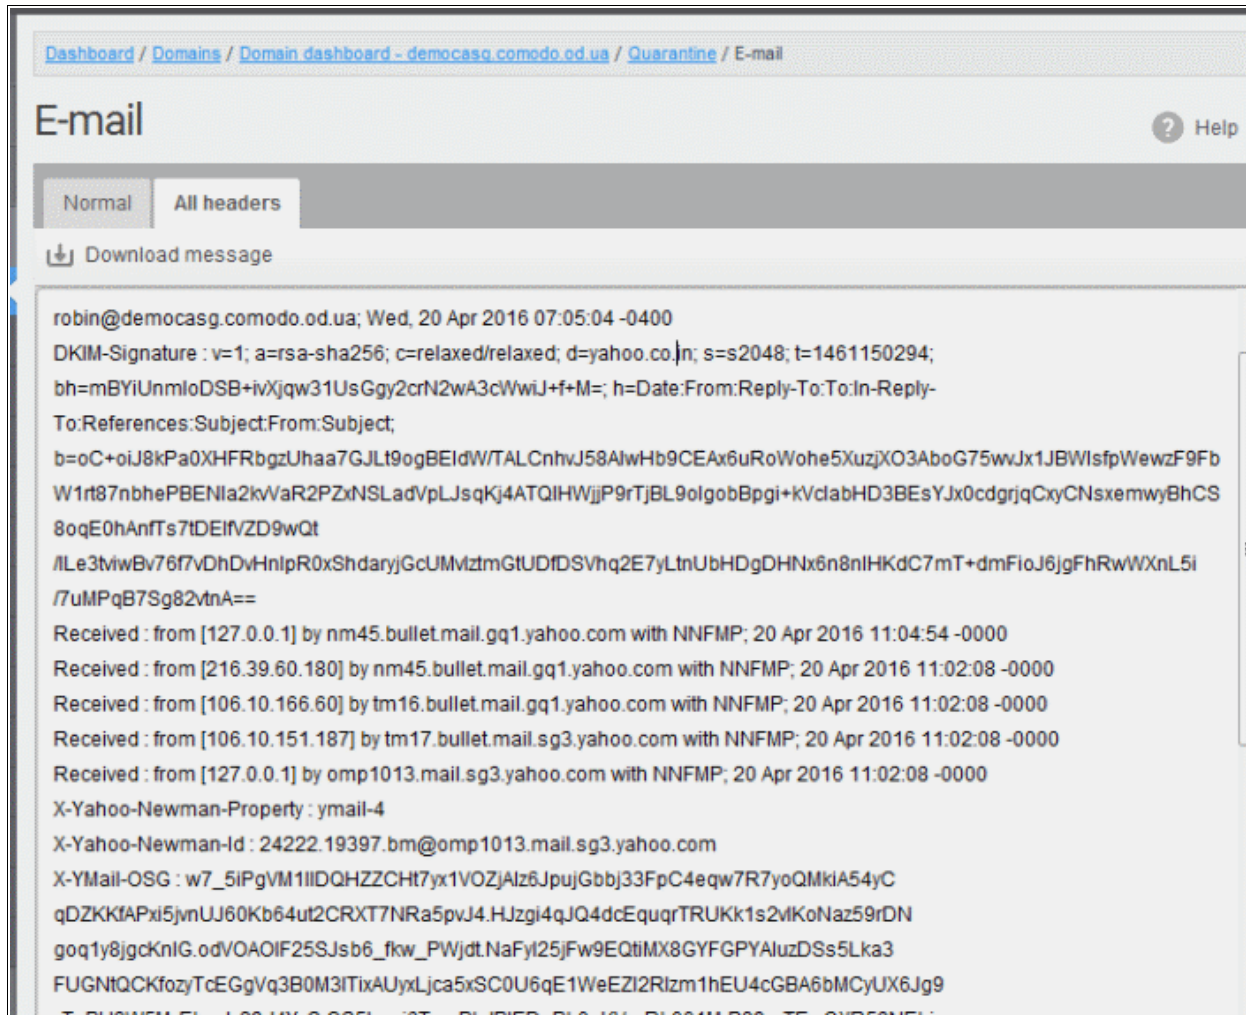 Dashboard / Domains / Domain dashboard - democasg.comodo.od.ua / Quarantine / E-mail
E-mail
Help
Normal
All headers
Download message
robin@democasg.comodo.od.ua; Wed, 20 Apr 2016 07:05:04 -0400
DKIM-Signature : v=1; a=rsa-sha256; c=relaxed/relaxed; d=yahoo.co.in; s=s2048; t=1461150294;
bh=mBYiUnmloDSB+ivXjqw31UsGgy2crN2wA3cWwiJ+f+M=; h=Date:From:Reply-To:To:In-Reply-
To:References:Subject:From:Subject;
b=oC+oiJ8kPa0XHFRbgzUhaa7GJLt9ogBEIdW/TALCnhvJ58AlwHb9CEAx6uRoWohe5XuzjXO3AboG75wvJx1JBWlsfpWewzF9Fb
W1rt87nbhePBENla2kvVaR2PZxNSLadVpLJsqKj4ATQIHWjjP9rTjBL9olgobBpgi+kVclabHD3BEsYJx0cdgrjqCxyCNsxemwyBhCS
8oqE0hAnfTs7tDElfVZD9wQt
/lLe3tviwBv76f7vDhDvHnlpR0xShdaryjGcUMvlztmGtUDfDSVhq2E7yLtnUbHDgDHNx6n8nlHKdC7mT+dmFioJ6jgFhRwWXnL5i
/7uMPqB7Sg82vtnA==
Received : from [127.0.0.1] by nm45.bullet.mail.gq1.yahoo.com with NNFMP; 20 Apr 2016 11:04:54 -0000
Received : from [216.39.60.180] by nm45.bullet.mail.gq1.yahoo.com with NNFMP; 20 Apr 2016 11:02:08 -0000
Received : from [106.10.166.60] by tm16.bullet.mail.gq1.yahoo.com with NNFMP; 20 Apr 2016 11:02:08 -0000
Received : from [106.10.151.187] by tm17.bullet.mail.sg3.yahoo.com with NNFMP; 20 Apr 2016 11:02:08 -0000
Received : from [127.0.0.1] by omp1013.mail.sg3.yahoo.com with NNFMP; 20 Apr 2016 11:02:08 -0000
X-Yahoo-Newman-Property : ymail-4
X-Yahoo-Newman-Id : 24222.19397.bm@omp1013.mail.sg3.yahoo.com
X-YMail-OSG : w7_5iPgVM1lIDQHZZCHt7yx1VOZjAlz6JpujGbbj33FpC4eqw7R7yoQMkiA54yC
qDZKKfAPxi5jvnUJ60Kb64ut2CRXT7NRa5pvJ4.HJzgi4qJQ4dcEquqrTRUKk1s2vlKoNaz59rDN
goq1y8jgcKnIG.odVOAOlF25SJsb6_fkw_PWjdt.NaFyl25jFw9EQtiMX8GYFGPYAluzDSs5Lka3
FUGNtQCKfozyTcEGgVq3B0M3lTixAUyxLjca5xSC0U6qE1WeEZl2Rlzm1hEU4cGBA6bMCyUX6Jg9